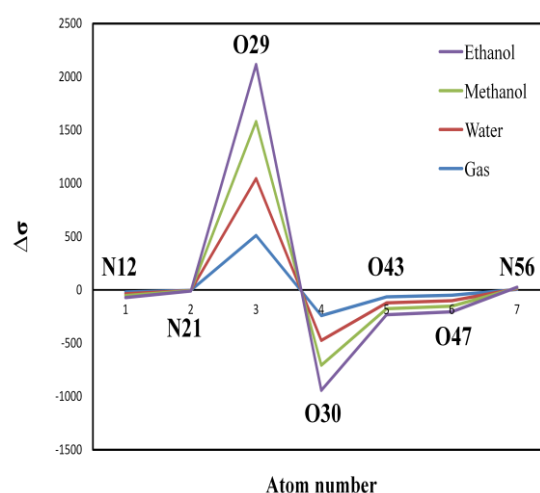 2500
2000
1500
1000
500
0
-500
-1000
-1500
Δσ
O29
Ethanol
Methanol
Water
Gas
N12
O43
N56
1 2 3 4 5 6 7
N21
O47
O30
Atom number